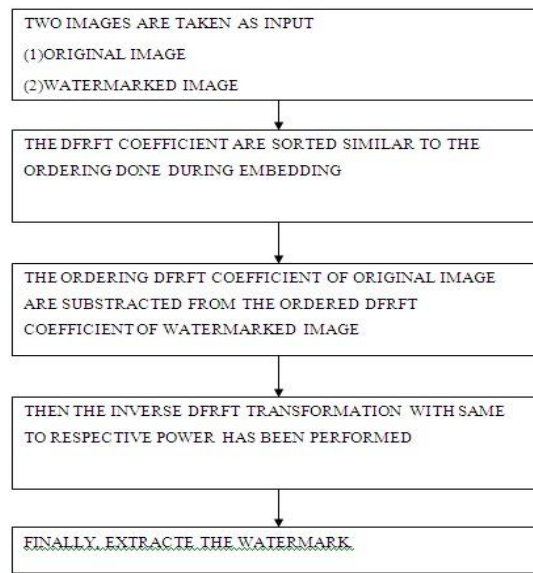 TWO IMAGES ARE TAKEN AS INPUT
(1)ORIGINAL IMAGE
(2)WATERMARKED IMAGE
THE DFRFT COEFFICIENT ARE SORTED SIMILAR TO THE
ORDERING DONE DURING EMBEDDING
THE ORDERING DFRFT COEFFICIENT OF ORIGINAL IMAGE
ARE SUBSTRACTED FROM THE ORDERED DFRFT
COEFFICIENT OF WATERMARKED IMAGE
THEN THE INVERSE DFRFT TRANSFORMATION WITH SAME
TO RESPECTIVE POWER HAS BEEN PERFORMED
FINALLY, EXTRACTE THE WATERMARK.